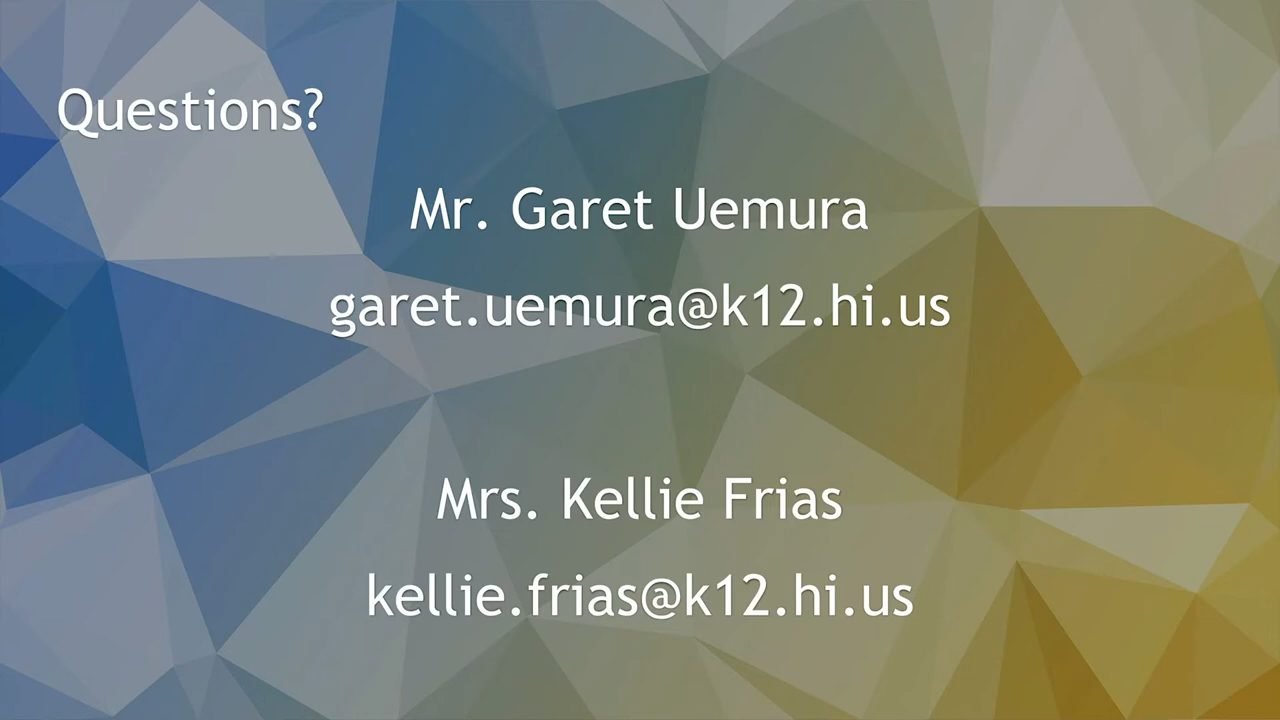 Questions?
Mr. Garet Uemura
garet.uemura@k12.hi.us
Mrs. Kellie Frias
kellie.frias@k12.hi.us